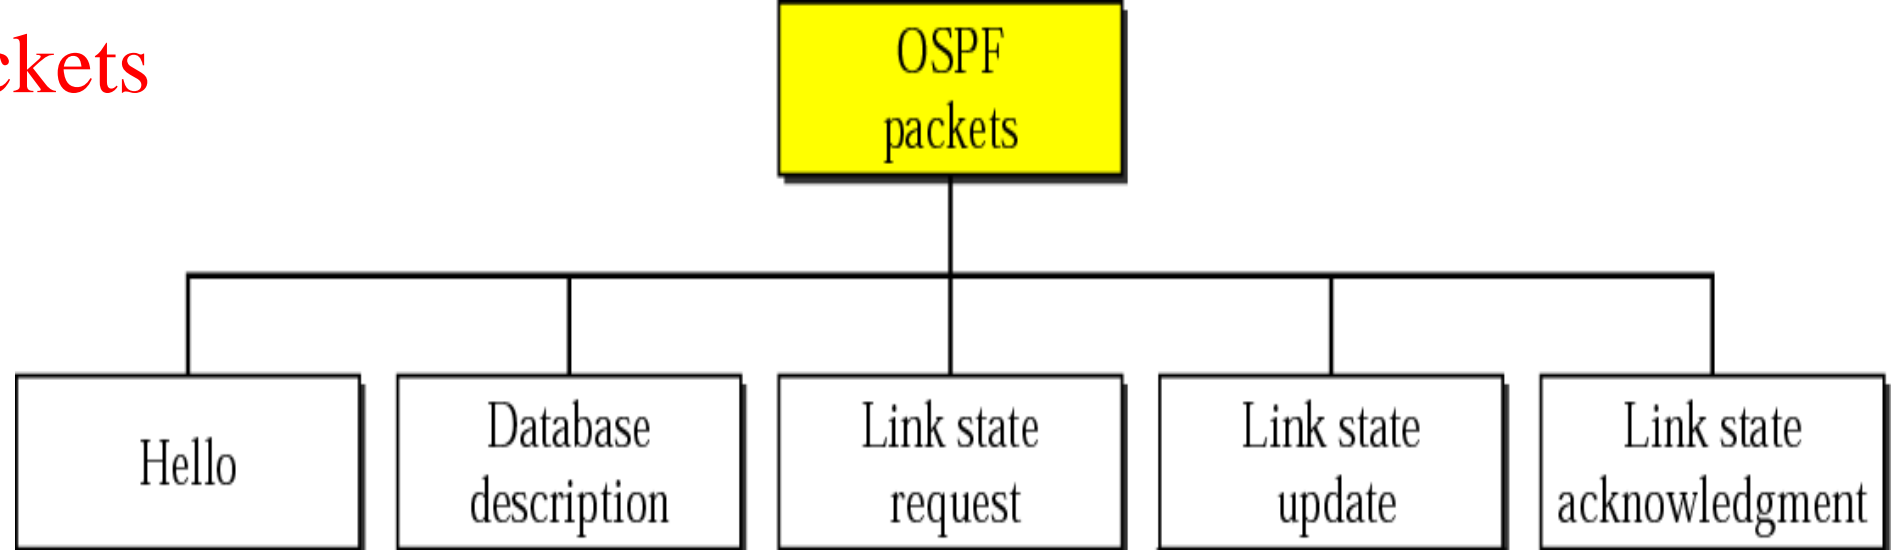 ckets
OSPF
packets
Hello
Database
description
Link state
request
Link state
update
Link state
acknowledgment